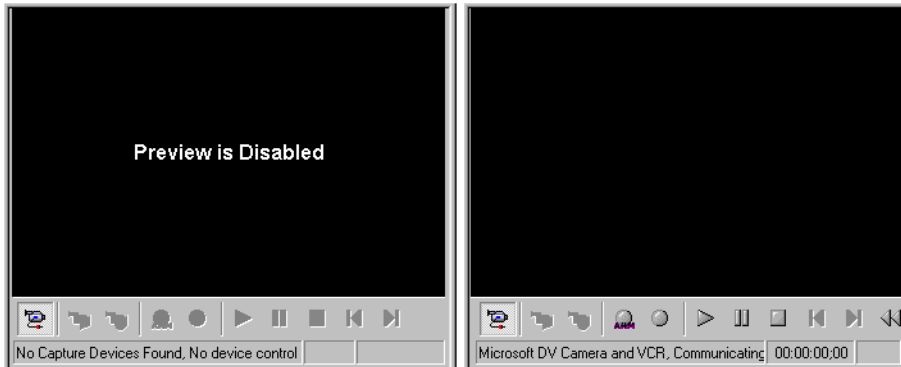 Preview is Disabled
ARM
No Capture Devices Found, No device control
Microsoft DV Camera and VCR, Communicating 00:00:00;00